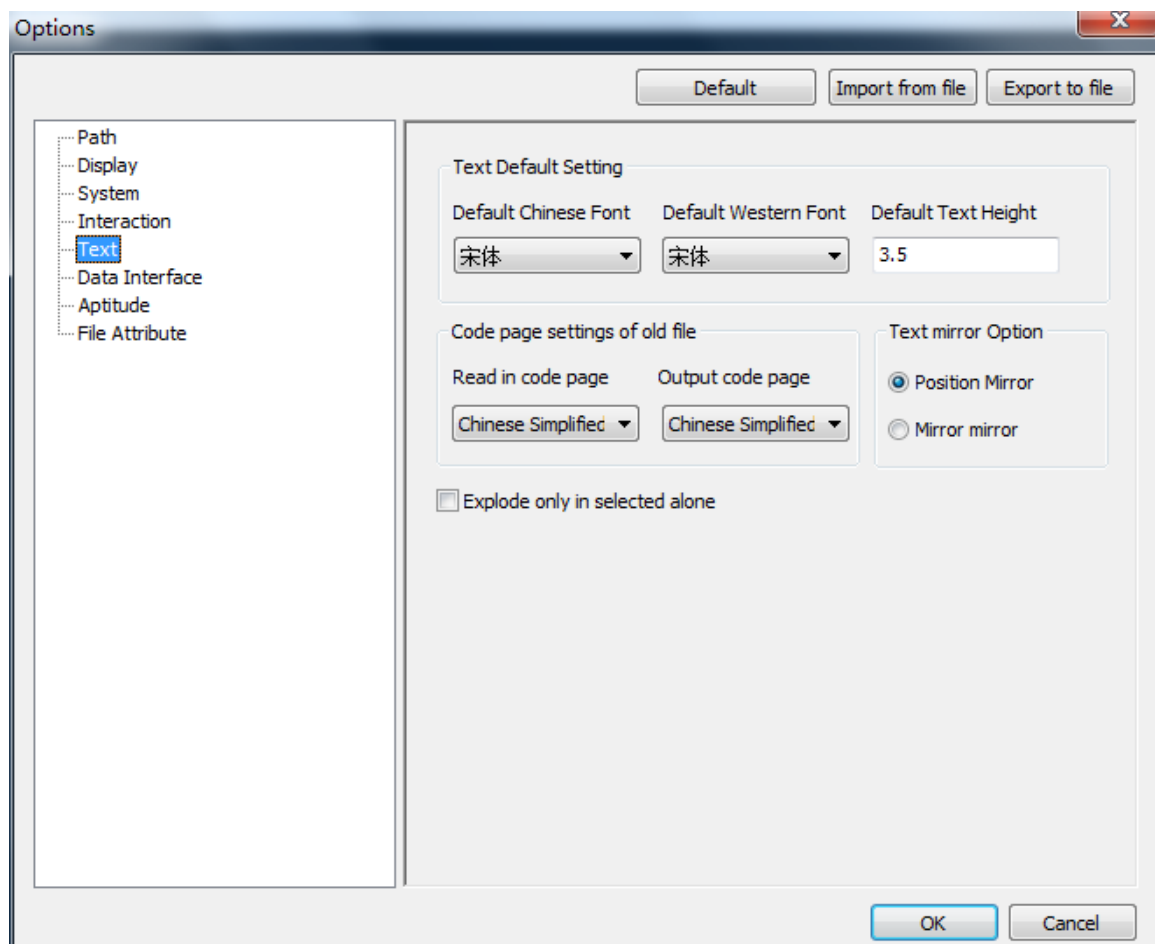 Options
Default Import from file Export to file
Path
Display
System
Interaction
Text
Data Interface
Aptitude
File Attribute
Text Default Setting
Default Chinese Font Default Western Font Default Text Height
宋体 宋体 3.5
Code page settings of old file
Read in code page Output code page
Chinese Simplified Chinese Simplified
Text mirror Option
Position Mirror
Mirror mirror
Explode only in selected alone
OK Cancel